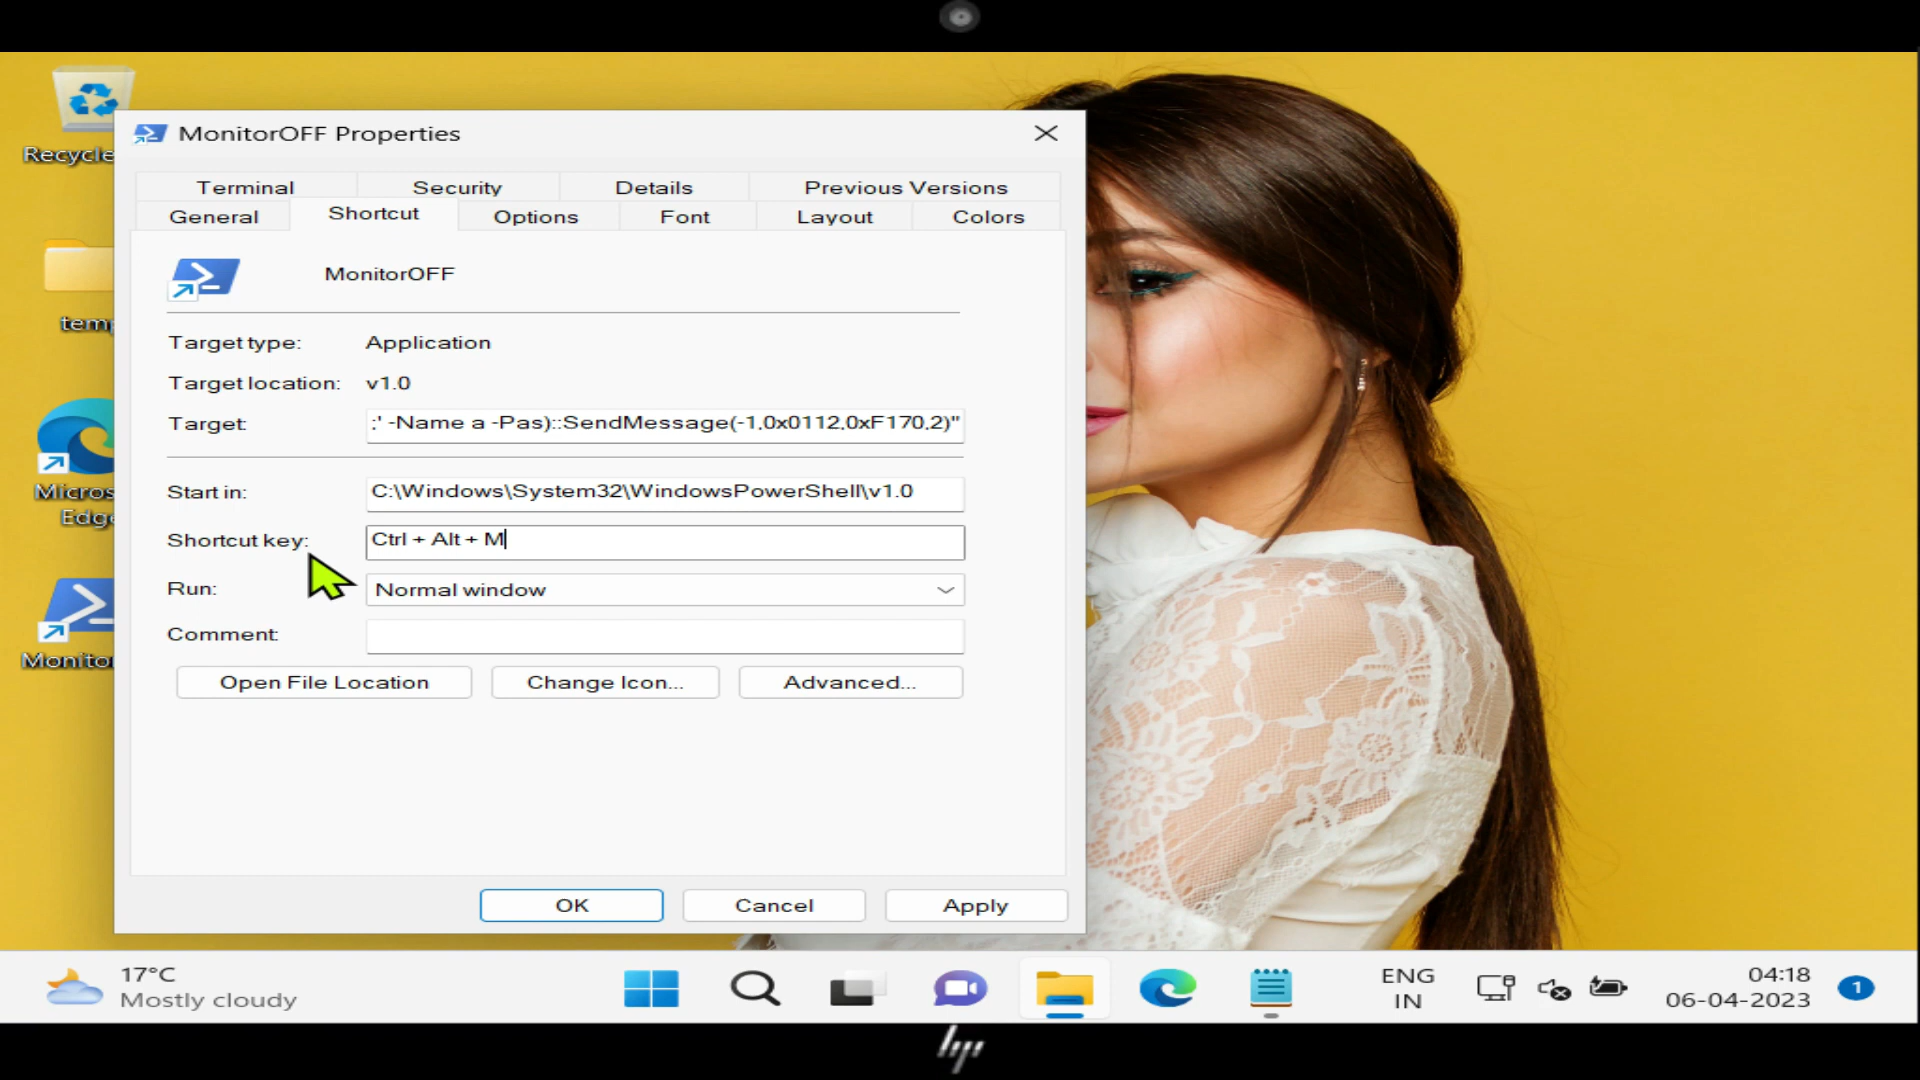 Recycle
MonitorOFF Properties
Terminal
Security
Details
Previous Versions
General
Shortcut
Options
Font
Layout
Colors
MonitorOFF
Target type:
Application
Target location:
v1.0
Target:
:' -Name a -Pas)::SendMessage(-1,0x0112,0xF170,2)"
Start in:
C:\Windows\System32\WindowsPowerShell\v1.0
Shortcut key:
Ctrl + Alt + M
Run:
Normal window
Comment:
Open File Location
Change Icon...
Advanced...
OK
Cancel
Apply
temp
Micros
Edge
Monitor
17°C
Mostly cloudy
ENG
IN
04:18
06-04-2023
1
hp